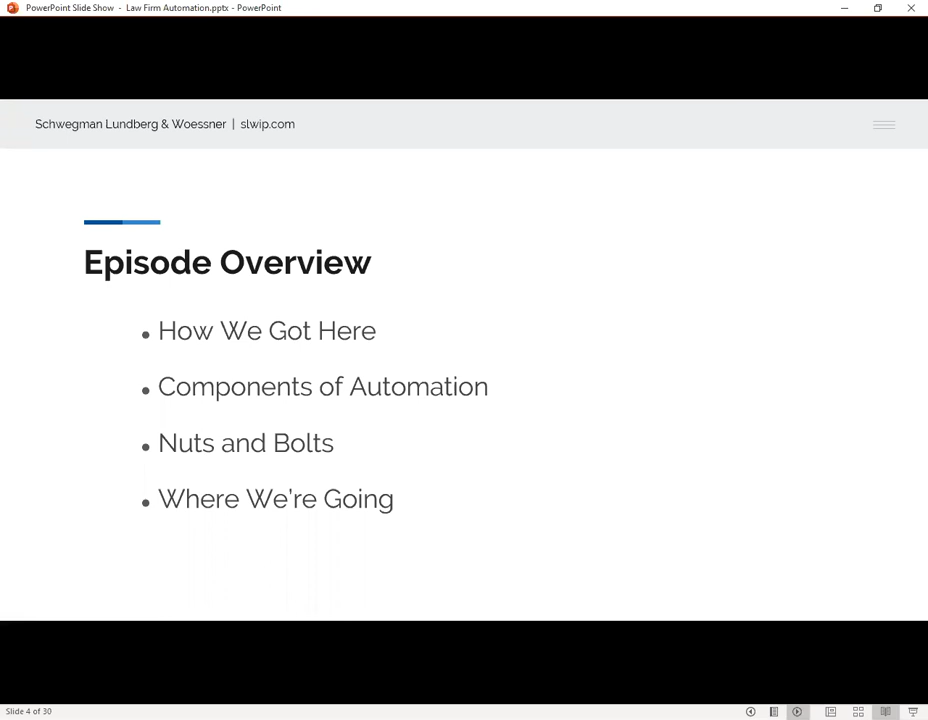 PowerPoint Slide Show - Law Firm Automation.pptx - PowerPoint
Schwegman Lundberg & Woessner | slwip.com
Episode Overview
• How We Got Here
• Components of Automation
• Nuts and Bolts
• Where We're Going
Slide 4 of 30